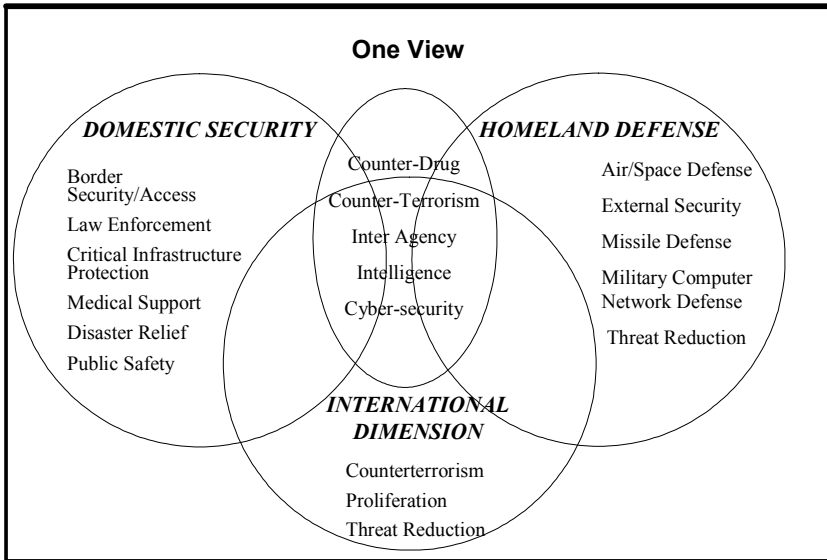 One View
DOMESTIC SECURITY
Border
Security/Access
Law Enforcement
Critical Infrastructure
Protection
Medical Support
Disaster Relief
Public Safety
Counter-Drug
Counter-Terrorism
Inter Agency
Intelligence
Cyber-security
HOMELAND DEFENSE
Air/Space Defense
External Security
Missile Defense
Military Computer
Network Defense
Threat Reduction
INTERNATIONAL
DIMENSION
Counterterrorism
Proliferation
Threat Reduction